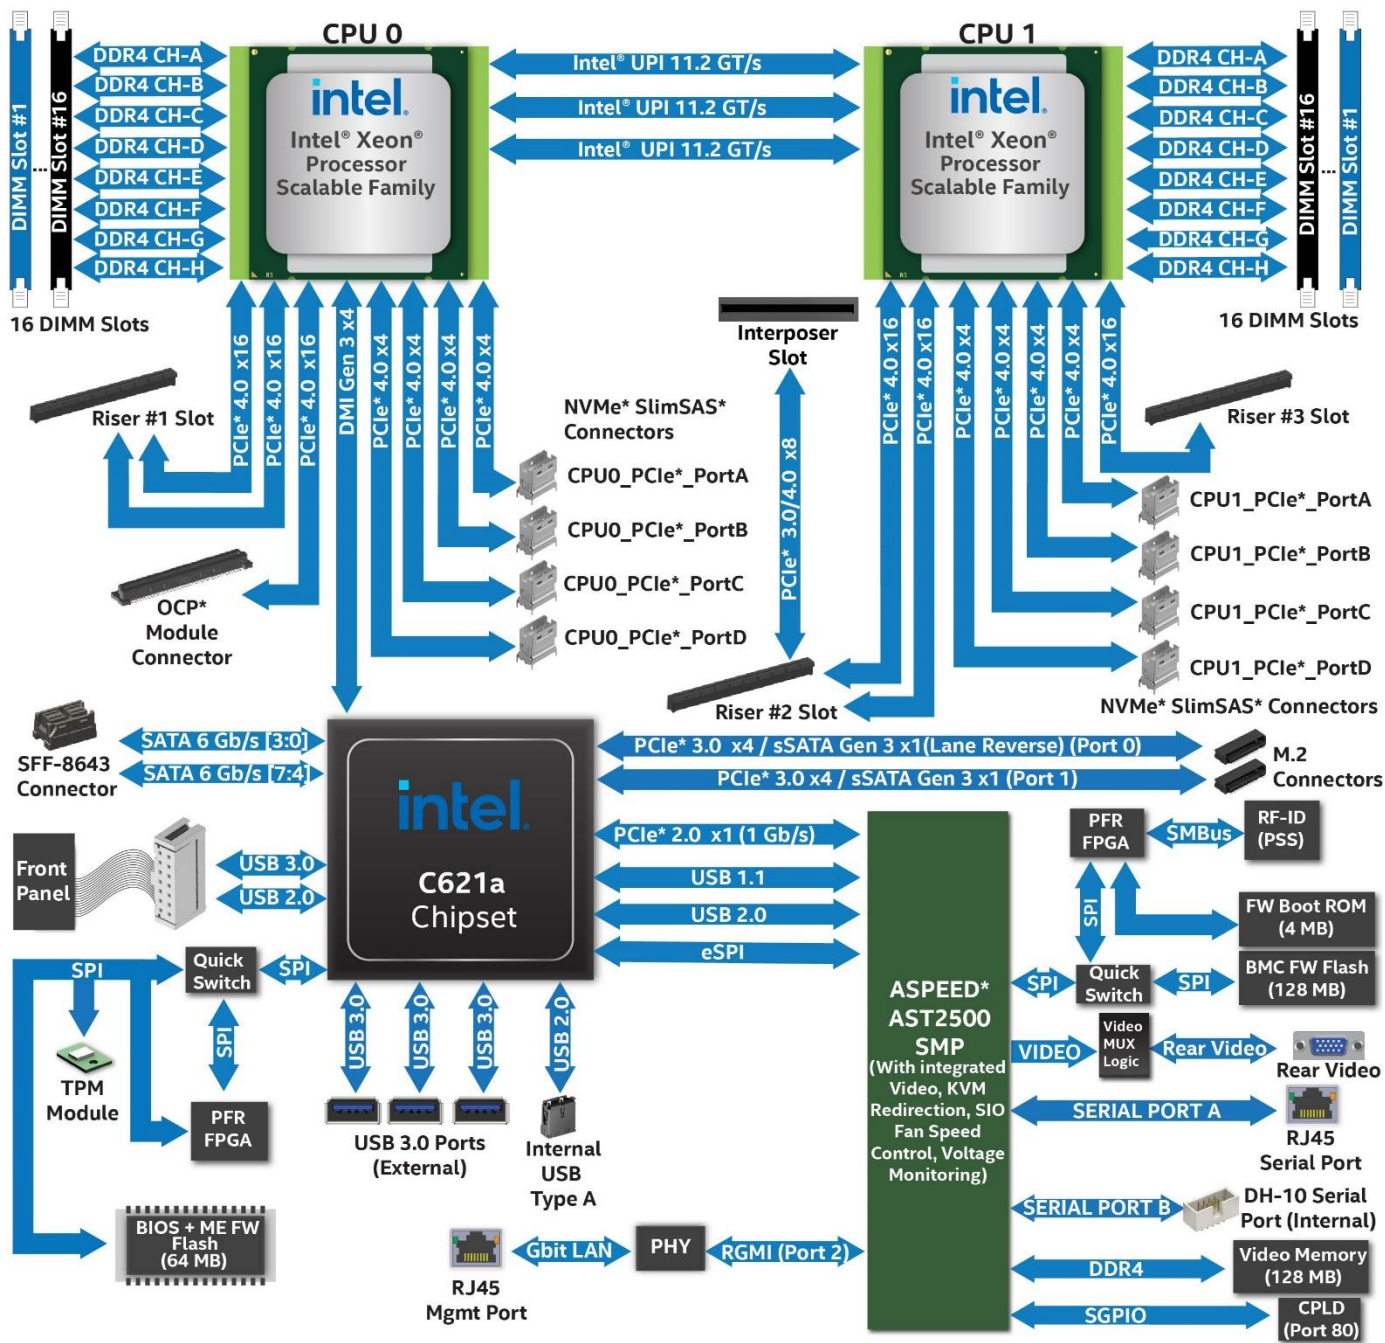 CPU 0
CPU 1
DIMM Slot #1
...
DIMM Slot #16
DDR4 CH-A
DDR4 CH-B
DDR4 CH-C
DDR4 CH-D
DDR4 CH-E
DDR4 CH-F
DDR4 CH-G
DDR4 CH-H
16 DIMM Slots
intel.
Intel® Xeon®
Processor
Scalable Family
R3
Intel® UPI 11.2 GT/s
Intel® UPI 11.2 GT/s
Intel® UPI 11.2 GT/s
intel.
Intel® Xeon®
Processor
Scalable Family
R3
DDR4 CH-A
DDR4 CH-B
DDR4 CH-C
DDR4 CH-D
DDR4 CH-E
DDR4 CH-F
DDR4 CH-G
DDR4 CH-H
DIMM Slot #16
...
DIMM Slot #1
16 DIMM Slots
PCIe* 4.0 x16
PCIe* 4.0 x16
PCIe* 4.0 x16
DMI Gen 3 x4
PCIe* 4.0 x4
PCIe* 4.0 x4
PCIe* 4.0 x4
PCIe* 4.0 x4
Riser #1 Slot
OCP*
Module
Connector
NVMe* SlimSAS*
Connectors
CPU0_PCIe*_PortA
CPU0_PCIe*_PortB
CPU0_PCIe*_PortC
CPU0_PCIe*_PortD
Interposer
Slot
PCIe* 3.0/4.0 x8
Riser #2 Slot
PCIe* 4.0 x16
PCIe* 4.0 x16
PCIe* 4.0 x4
PCIe* 4.0 x4
PCIe* 4.0 x4
PCIe* 4.0 x4
PCIe* 4.0 x16
Riser #3 Slot
CPU1_PCIe*_PortA
CPU1_PCIe*_PortB
CPU1_PCIe*_PortC
CPU1_PCIe*_PortD
NVMe* SlimSAS* Connectors
SFF-8643
Connector
SATA 6 Gb/s [3:0]
SATA 6 Gb/s [7:4]
intel.
C621a
Chipset
PCIe* 3.0 x4 / sSATA Gen 3 x1(Lane Reverse) (Port 0)
PCIe* 3.0 x4 / sSATA Gen 3 x1 (Port 1)
M.2
Connectors
Front
Panel
USB 3.0
USB 2.0
PCIe* 2.0 x1 (1 Gb/s)
USB 1.1
USB 2.0
eSPI
SPI
Quick
Switch
SPI
SPI
TPM
Module
PFR
FPGA
BIOS + ME FW
Flash
(64 MB)
USB 3.0
USB 3.0
USB 3.0
USB 2.0
USB 3.0 Ports
(External)
Internal
USB
Type A
RJ45
Mgmt Port
Gbit LAN
PHY
RGMI (Port 2)
ASPEED*
AST2500
SMP
(With integrated
Video, KVM
Redirection, SIO
Fan Speed
Control, Voltage
Monitoring)
PFR
FPGA
SMBus
RF-ID
(PSS)
SPI
FW Boot ROM
(4 MB)
SPI
Quick
Switch
SPI
BMC FW Flash
(128 MB)
VIDEO
Video
MUX
Logic
Rear Video
Rear Video
SERIAL PORT A
RJ45
Serial Port
SERIAL PORT B
DH-10 Serial
Port (Internal)
DDR4
Video Memory
(128 MB)
SGPIO
CPLD
(Port 80)